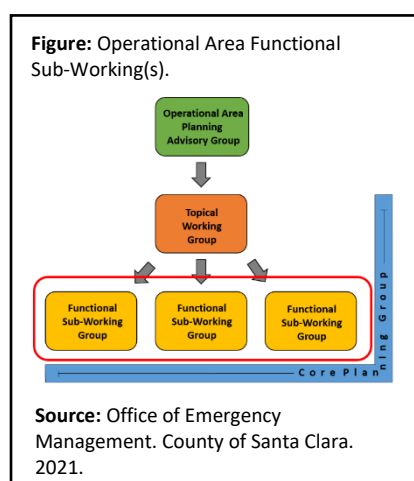 Figure: Operational Area Functional
Sub-Working(s).
Operational Area
Planning
Advisory Group
Topical
Working
Group
Functional
Sub-Working
Group
Functional
Sub-Working
Group
Functional
Sub-Working
Group
Core Planning Group
Source: Office of Emergency
Management. County of Santa Clara.
2021.